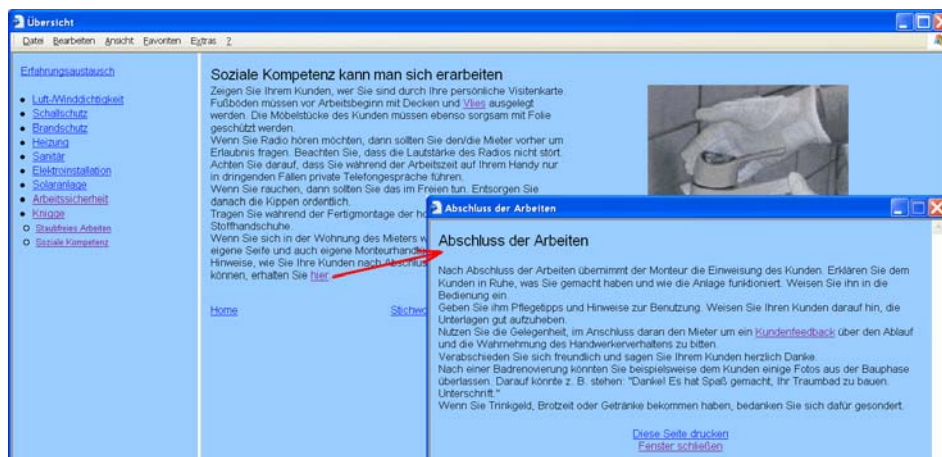 Übersicht
Datei Bearbeiten Ansicht Favoriten Extras ?
Erfahrungsaustausch
Luft-/Winddichtigkeit
Schallschutz
Brandschutz
Heizung
Sanitär
Elektroinstallation
Solaranlage
Arbeitssicherheit
Knigge
Staubfreies Arbeiten
Soziale Kompetenz
Soziale Kompetenz kann man sich erarbeiten
Zeigen Sie Ihrem Kunden, wer Sie sind durch Ihre persönliche Visitenkarte.
Fußböden müssen vor Arbeitsbeginn mit Decken und Vlies ausgelegt
werden. Die Möbelstücke des Kunden müssen ebenso sorgsam mit Folie
geschützt werden.
Wenn Sie Radio hören möchten, dann sollten Sie den/die Mieter vorher um
Erlaubnis fragen. Beachten Sie, dass die Lautstärke des Radios nicht stört.
Achten Sie darauf, dass Sie während der Arbeitszeit auf Ihrem Handy nur
in dringenden Fällen private Telefongespräche führen.
Wenn Sie rauchen, dann sollten Sie das im Freien tun. Entsorgen Sie
danach die Kippen ordentlich.
Tragen Sie während der Fertigmontage der ho
Stoffhandschuhe.
Wenn Sie sich in der Wohnung des Mieters w
eigene Seife und auch eigene Monteurhand
Hinweise, wie Sie Ihre Kunden nach Abschlus
können, erhalten Sie hier.
Home
Stichwo
Abschluss der Arbeiten
Abschluss der Arbeiten
Nach Abschluss der Arbeiten übernimmt der Monteur die Einweisung des Kunden. Erklären Sie dem
Kunden in Ruhe, was Sie gemacht haben und wie die Anlage funktioniert. Weisen Sie ihn in die
Bedienung ein.
Geben Sie ihm Pflegetipps und Hinweise zur Benutzung. Weisen Sie Ihren Kunden darauf hin, die
Unterlagen gut aufzuheben.
Nutzen Sie die Gelegenheit, im Anschluss daran den Mieter um ein Kundenfeedback über den Ablauf
und die Wahrnehmung des Handwerkerverhaltens zu bitten.
Verabschieden Sie sich freundlich und sagen Sie Ihrem Kunden herzlich Danke.
Nach einer Badrenovierung könnten Sie beispielsweise dem Kunden einige Fotos aus der Bauphase
überlassen. Darauf könnte z. B. stehen: "Danke! Es hat Spaß gemacht, Ihr Traumbad zu bauen.
Unterschrift."
Wenn Sie Trinkgeld, Brotzeit oder Getränke bekommen haben, bedanken Sie sich dafür gesondert.
Diese Seite drucken
Fenster schließen